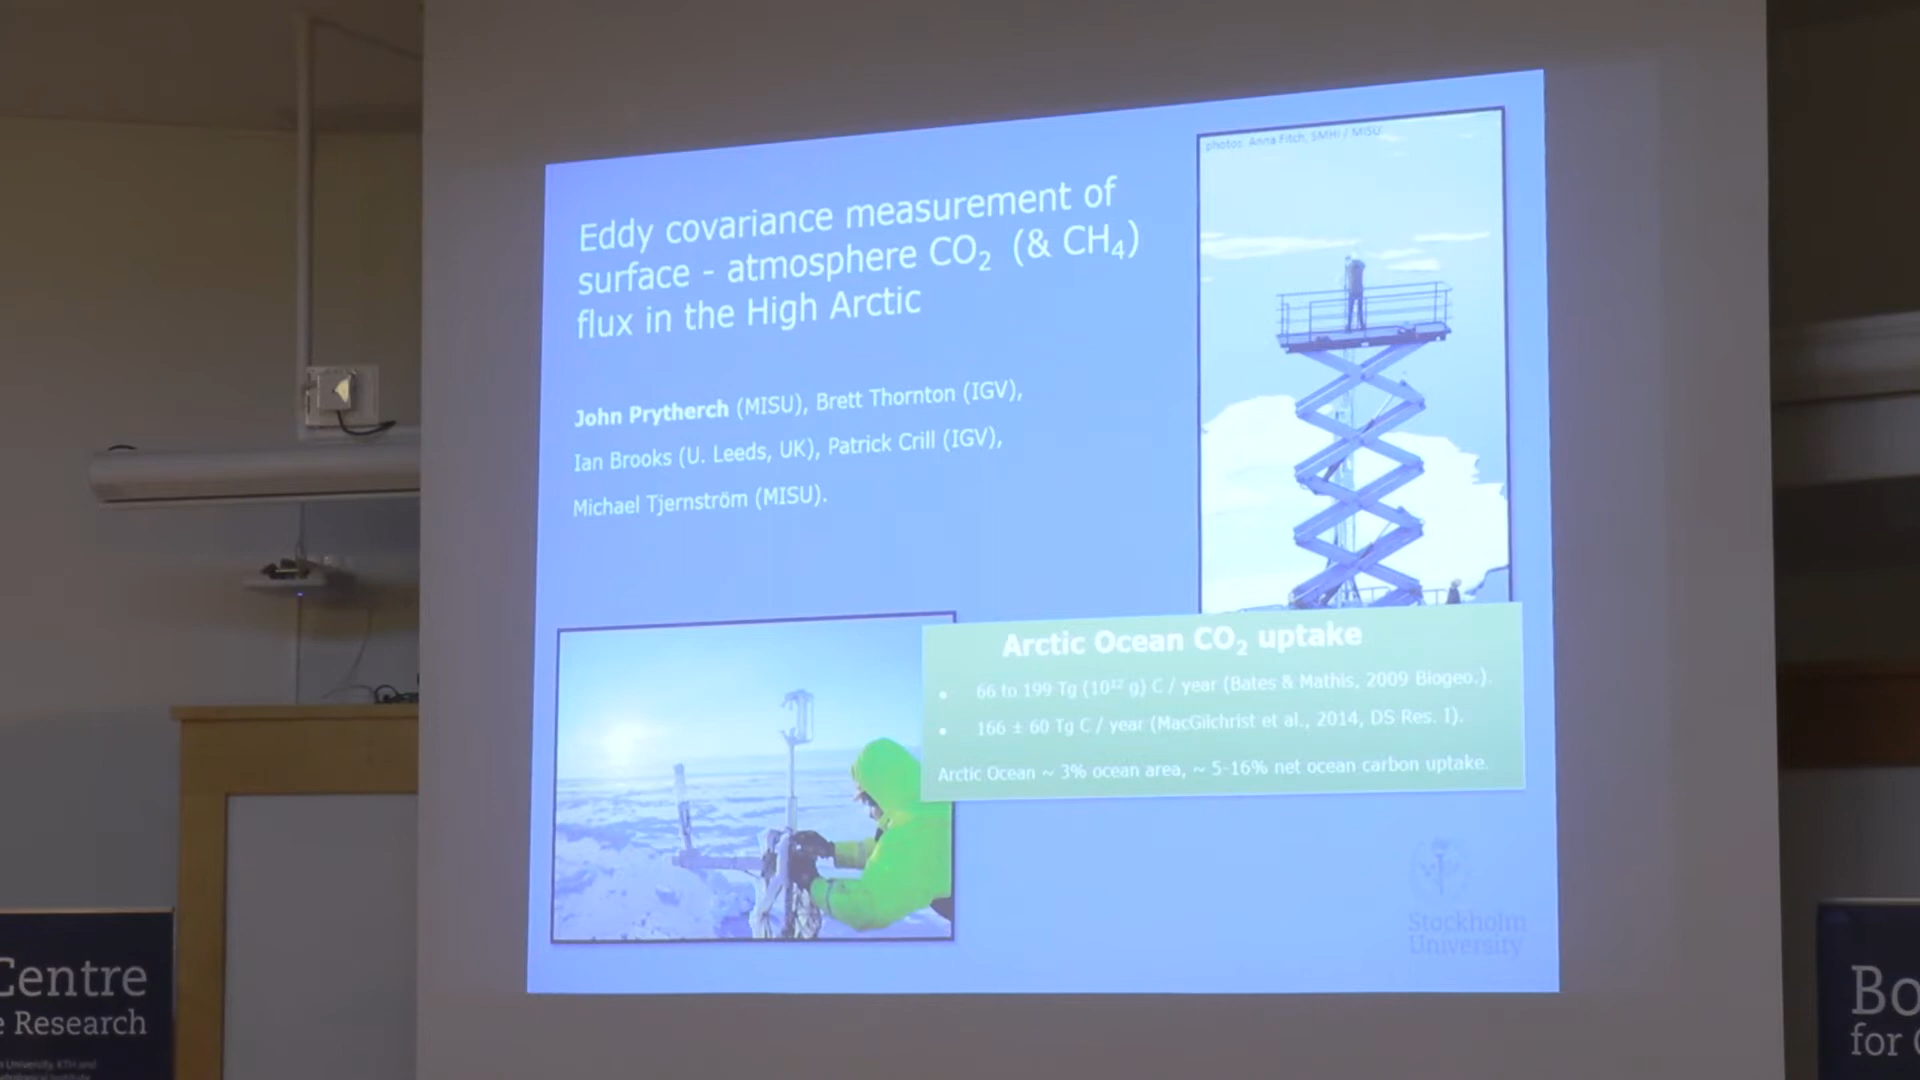 photos: Anna Fitch, SMHI / MISU
Eddy covariance measurement of
surface - atmosphere CO₂ (& CH₄)
flux in the High Arctic
John Prytherch (MISU), Brett Thornton (IGV),
Ian Brooks (U. Leeds, UK), Patrick Crill (IGV),
Michael Tjernström (MISU).
Arctic Ocean CO₂ uptake
• 66 to 199 Tg (10¹² g) C / year (Bates & Mathis, 2009 Biogeo.).
• 166 ± 60 Tg C / year (MacGilchrist et al., 2014, DS Res. I).
Arctic Ocean ~ 3% ocean area, ~ 5-16% net ocean carbon uptake.
Stockholm
University
Centre
e Research
University, KTH and
Bo
for